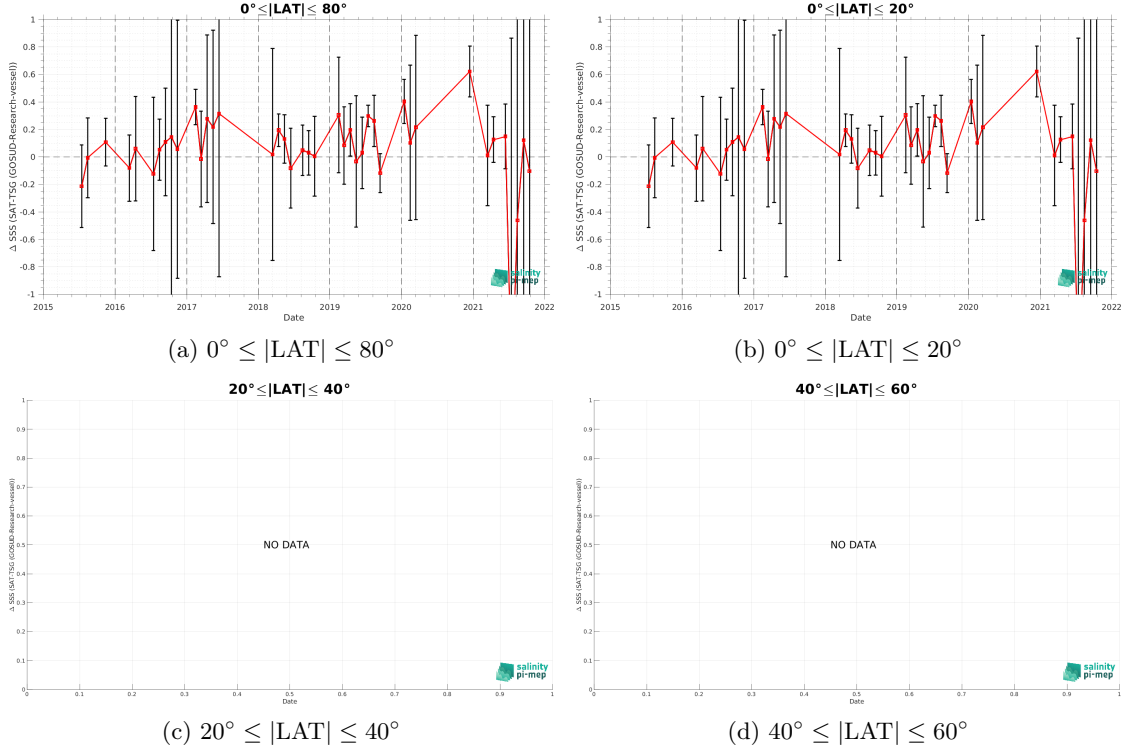 0°≤|LAT|≤ 80°
1
0.8
0.6
0.4
0.2
0
-0.2
-0.4
-0.6
-0.8
-1
Δ SSS (SAT-TSG (GOSUD-Research-vessel))
2015 2016 2017 2018 2019 2020 2021 2022
Date
salinity
pi-mep
(a) 0° ≤ |LAT| ≤ 80°
0°≤|LAT|≤ 20°
1
0.8
0.6
0.4
0.2
0
-0.2
-0.4
-0.6
-0.8
-1
Δ SSS (SAT-TSG (GOSUD-Research-vessel))
2015 2016 2017 2018 2019 2020 2021 2022
Date
salinity
pi-mep
(b) 0° ≤ |LAT| ≤ 20°
20°≤|LAT|≤ 40°
1
0.9
0.8
0.7
0.6
0.5
0.4
0.3
0.2
0.1
0
Δ SSS (SAT-TSG (GOSUD-Research-vessel))
NO DATA
0 0.1 0.2 0.3 0.4 0.5 0.6 0.7 0.8 0.9 1
Date
salinity
pi-mep
(c) 20° ≤ |LAT| ≤ 40°
40°≤|LAT|≤ 60°
1
0.9
0.8
0.7
0.6
0.5
0.4
0.3
0.2
0.1
0
Δ SSS (SAT-TSG (GOSUD-Research-vessel))
NO DATA
0 0.1 0.2 0.3 0.4 0.5 0.6 0.7 0.8 0.9 1
Date
salinity
pi-mep
(d) 40° ≤ |LAT| ≤ 60°